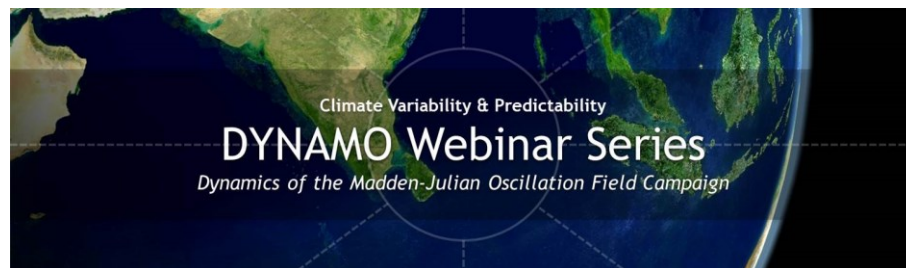 Climate Variability & Predictability
DYNAMO Webinar Series
Dynamics of the Madden-Julian Oscillation Field Campaign